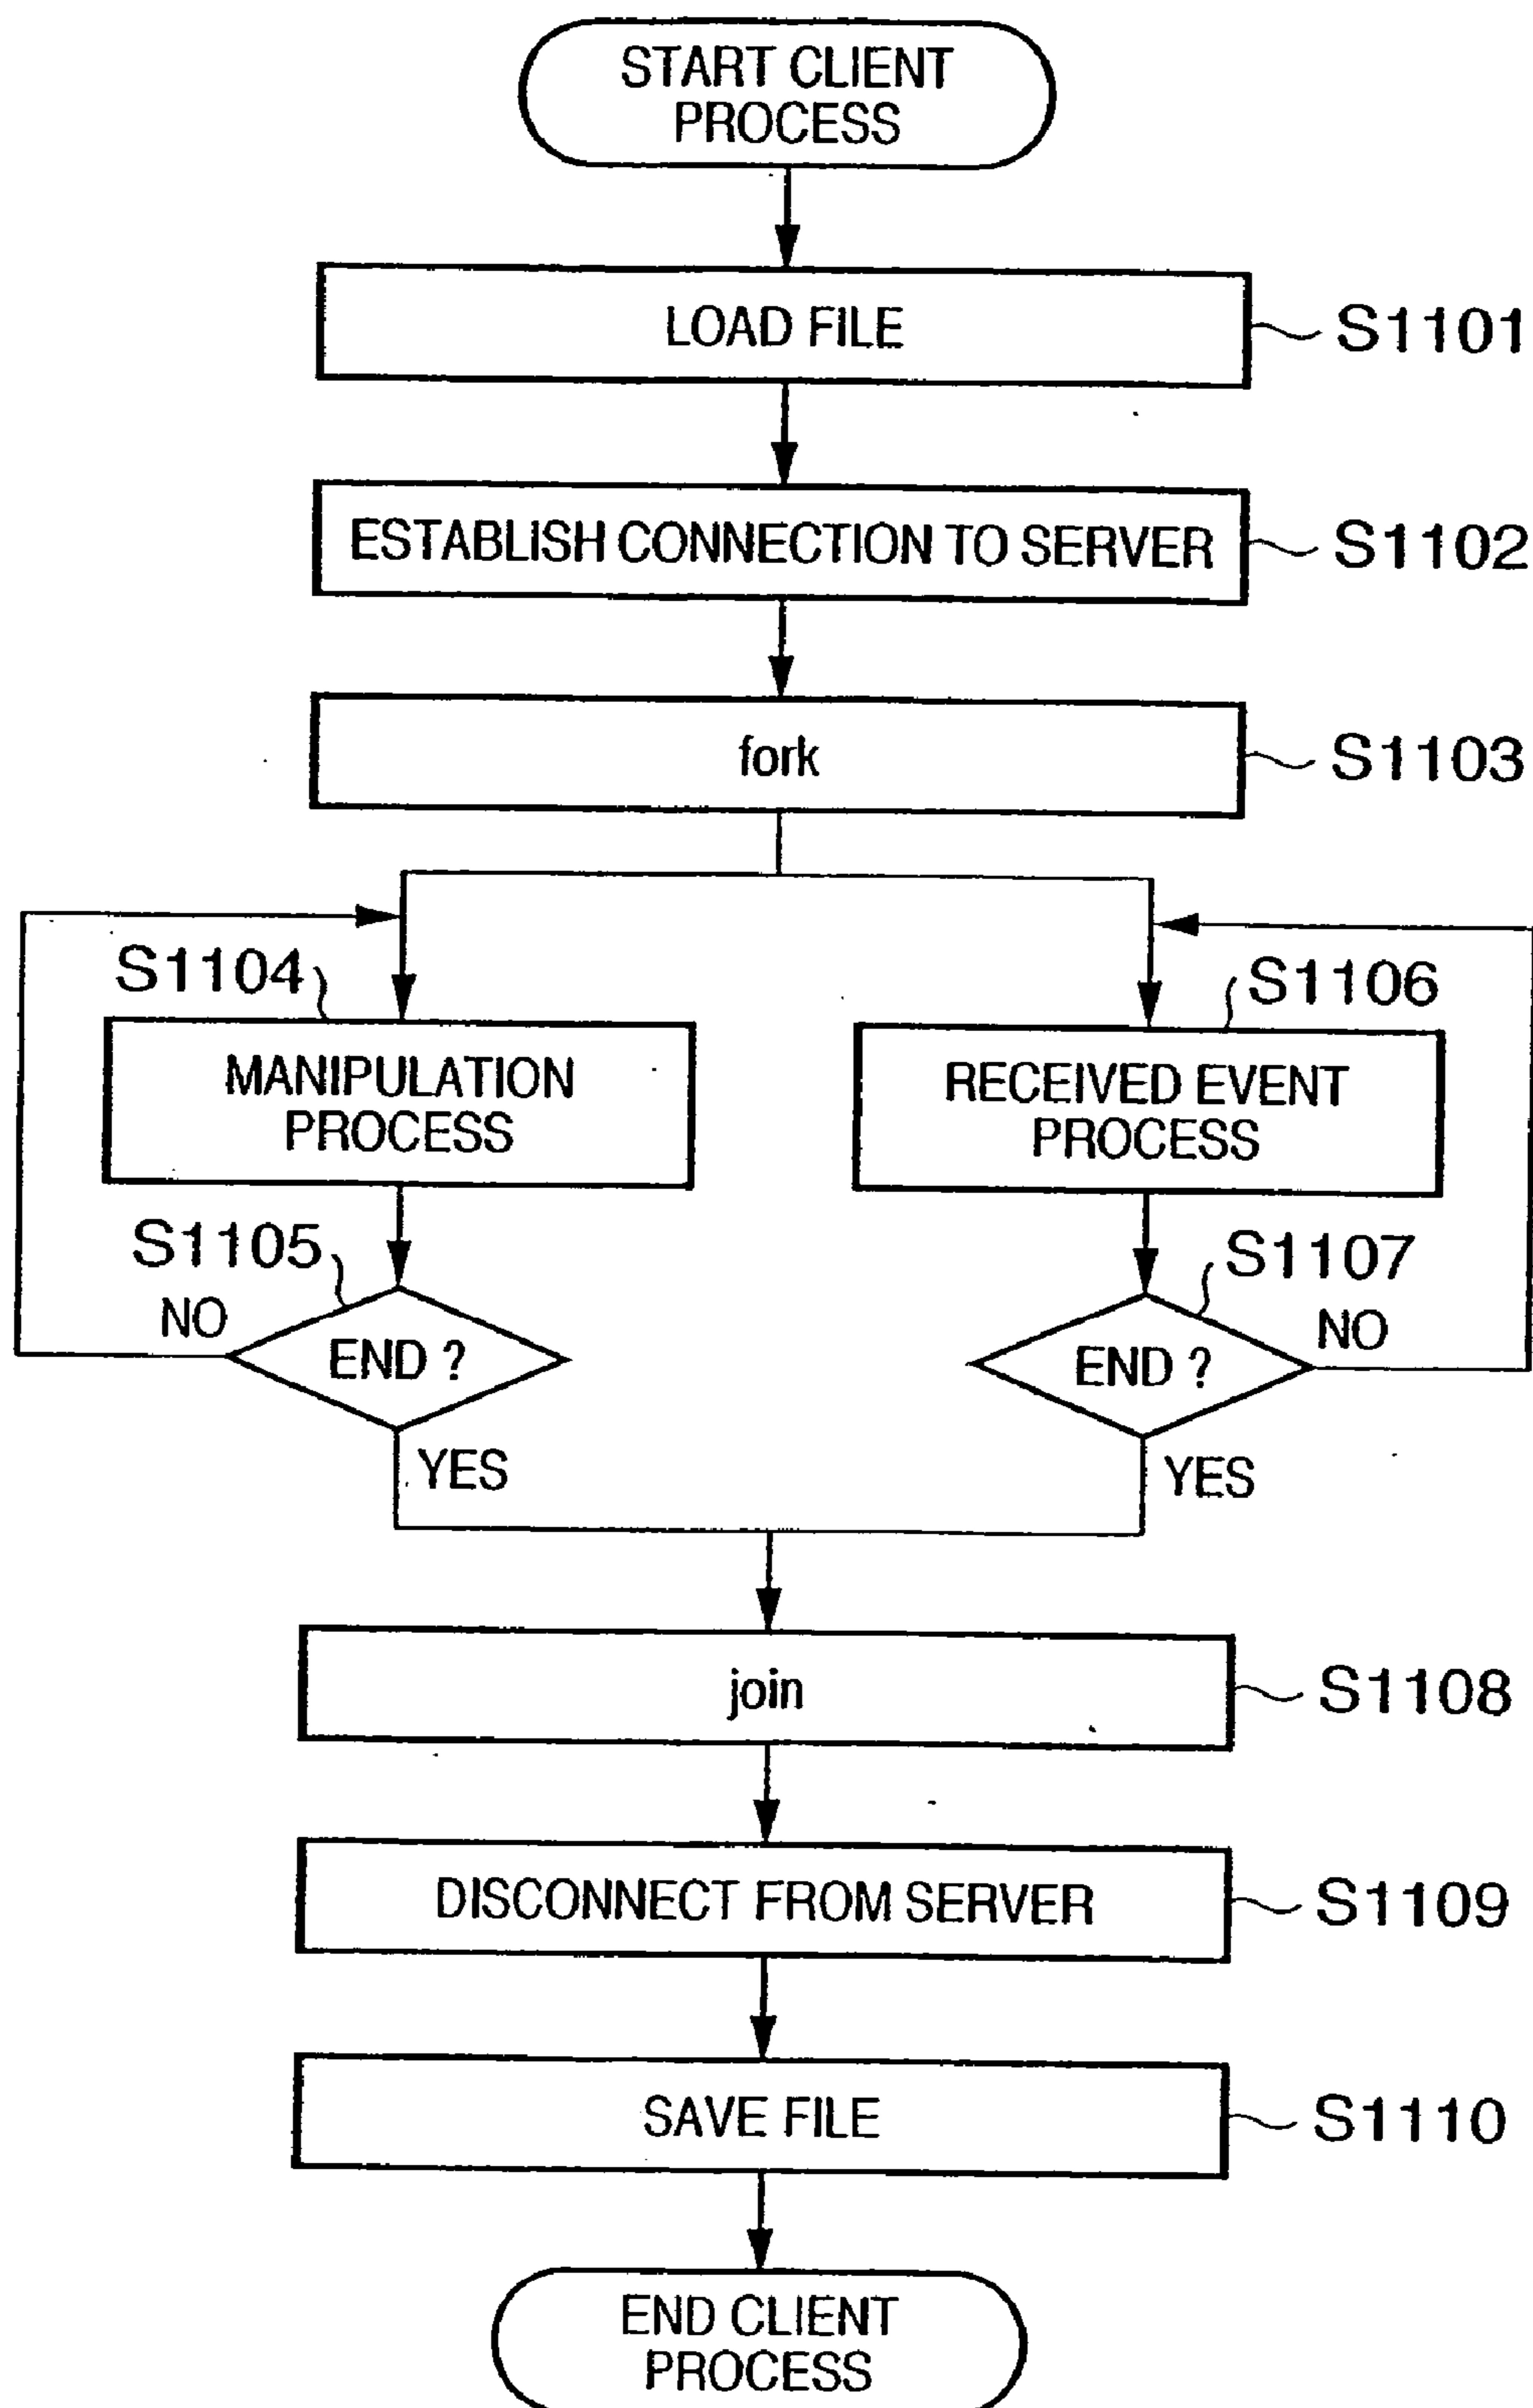 START CLIENT
PROCESS
LOAD FILE
S1101
ESTABLISH CONNECTION TO SERVER
S1102
fork
S1103
S1104
MANIPULATION
PROCESS
S1105
NO
END ?
YES
S1106
RECEIVED EVENT
PROCESS
S1107
NO
END ?
YES
join
S1108
DISCONNECT FROM SERVER
S1109
SAVE FILE
S1110
END CLIENT
PROCESS